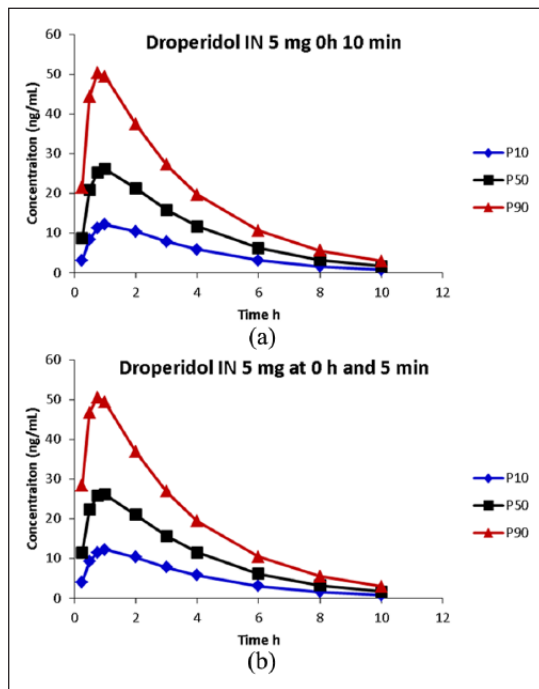 Droperidol IN 5 mg 0h 10 min
60
50
40
30
20
10
0
Concentraiton (ng/mL)
0 2 4 6 8 10 12
Time h
P10
P50
P90
(a)
Droperidol IN 5 mg at 0 h and 5 min
60
50
40
30
20
10
0
Concentraiton (ng/mL)
0 2 4 6 8 10 12
Time h
P10
P50
P90
(b)